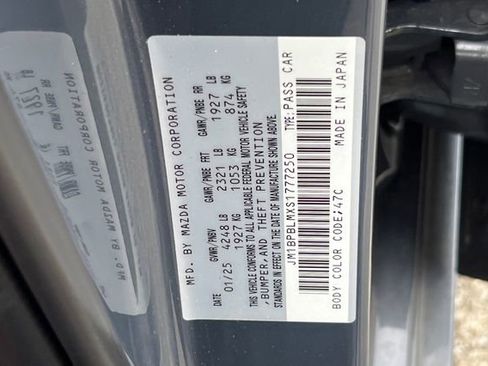 MFD. BY MAZDA MOTOR CORPORATION
DATE GVWR/PNBV GAWR/PNBE FRT GAWR/PNBE RR
01/25 4248 LB 2321 LB 1927 LB
1927 KG 1053 KG 874 KG
THIS VEHICLE CONFORMS TO ALL APPLICABLE FEDERAL MOTOR VEHICLE SAFETY
, BUMPER, AND THEFT PREVENTION
STANDARDS IN EFFECT ON THE DATE OF MANUFACTURE SHOWN ABOVE.
JM1BPBLMXS1777250 TYPE:PASS CAR
BODY COLOR CODE:47C MADE IN JAPAN